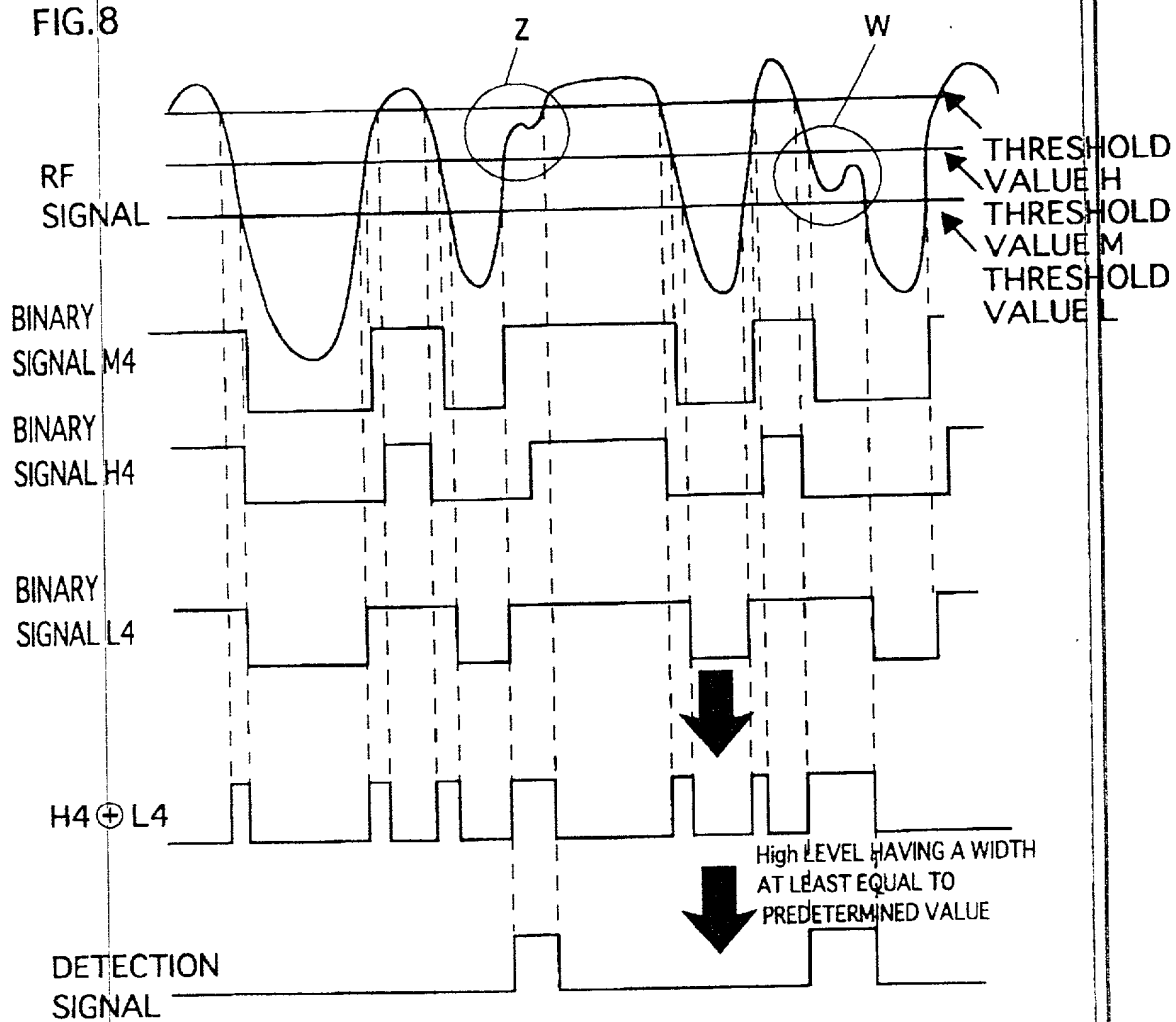 FIG.8
Z
W
RF
SIGNAL
THRESHOLD
VALUE H
THRESHOLD
VALUE M
THRESHOLD
VALUE L
BINARY
SIGNAL M4
BINARY
SIGNAL H4
BINARY
SIGNAL L4
H4 ⊕ L4
High LEVEL HAVING A WIDTH
AT LEAST EQUAL TO
PREDETERMINED VALUE
DETECTION
SIGNAL